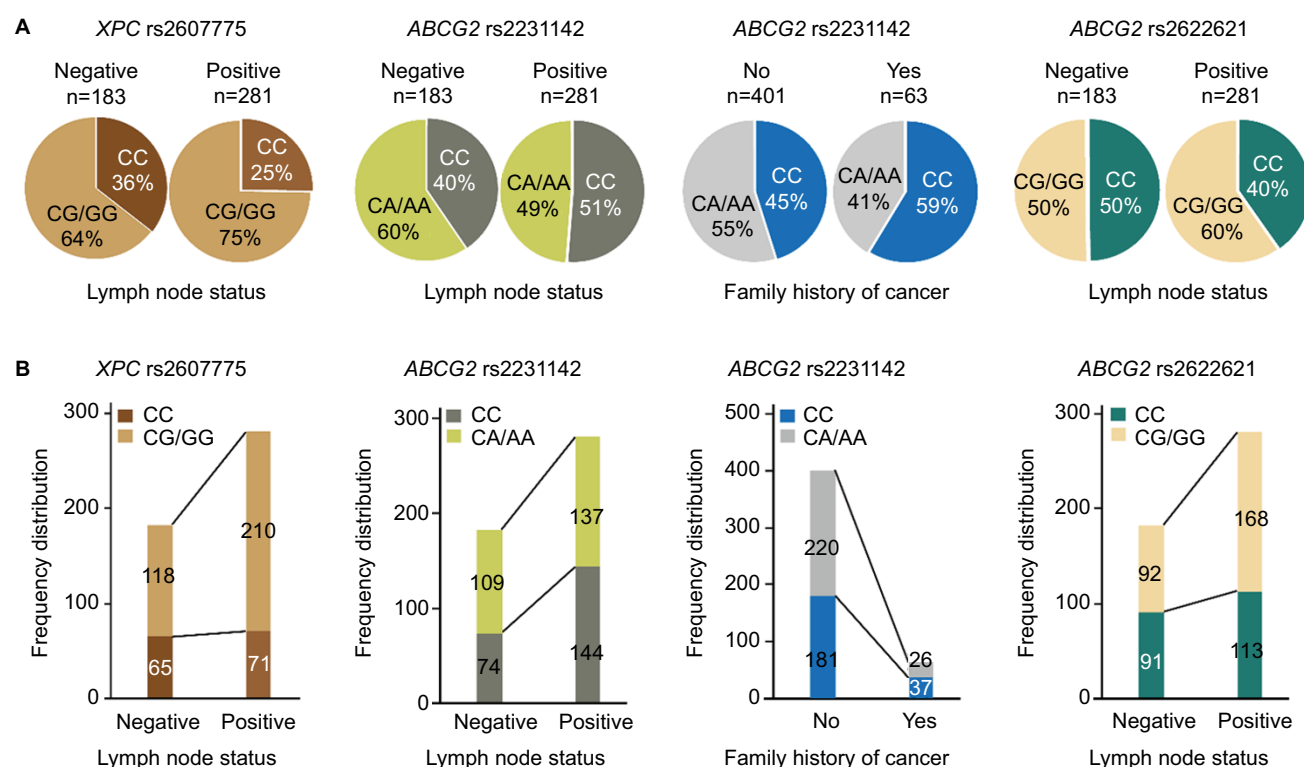 A
XPC rs2607775
Negative
n=183
Positive
n=281
CC
36%
CG/GG
64%
CC
25%
CG/GG
75%
Lymph node status
ABCG2 rs2231142
Negative
n=183
Positive
n=281
CC
40%
CA/AA
60%
CA/AA
49%
CC
51%
Lymph node status
ABCG2 rs2231142
No
n=401
Yes
n=63
CC
45%
CA/AA
55%
CA/AA
41%
CC
59%
Family history of cancer
ABCG2 rs2622621
Negative
n=183
Positive
n=281
CG/GG
50%
CC
50%
CC
40%
CG/GG
60%
Lymph node status
B
XPC rs2607775
Frequency distribution
300
200
100
0
CC
CG/GG
118
65
210
71
Negative
Positive
Lymph node status
ABCG2 rs2231142
Frequency distribution
300
200
100
0
CC
CA/AA
109
74
137
144
Negative
Positive
Lymph node status
ABCG2 rs2231142
Frequency distribution
500
400
300
200
100
0
CC
CA/AA
220
181
26
37
No
Yes
Family history of cancer
ABCG2 rs2622621
Frequency distribution
300
200
100
0
CC
CG/GG
92
91
168
113
Negative
Positive
Lymph node status